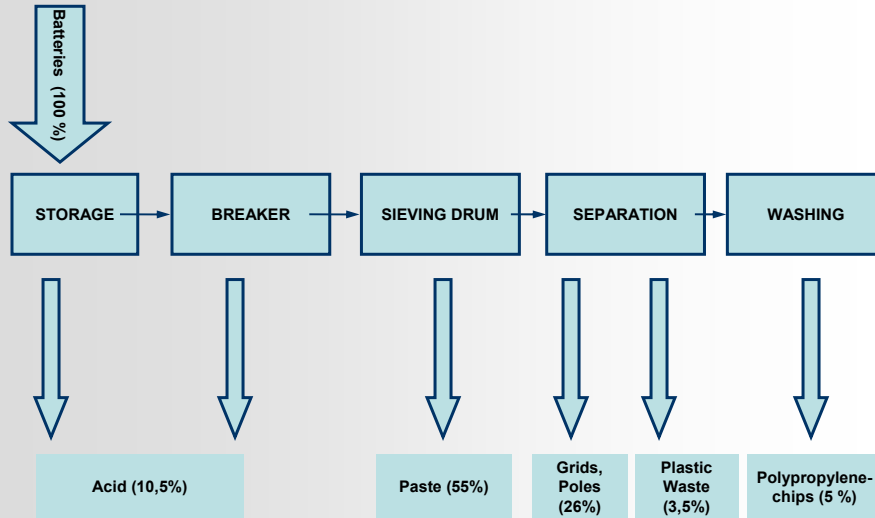 Batteries (100 %)
STORAGE
BREAKER
SIEVING DRUM
SEPARATION
WASHING
Acid (10,5%)
Paste (55%)
Grids,
Poles
(26%)
Plastic
Waste
(3,5%)
Polypropylene-
chips (5 %)